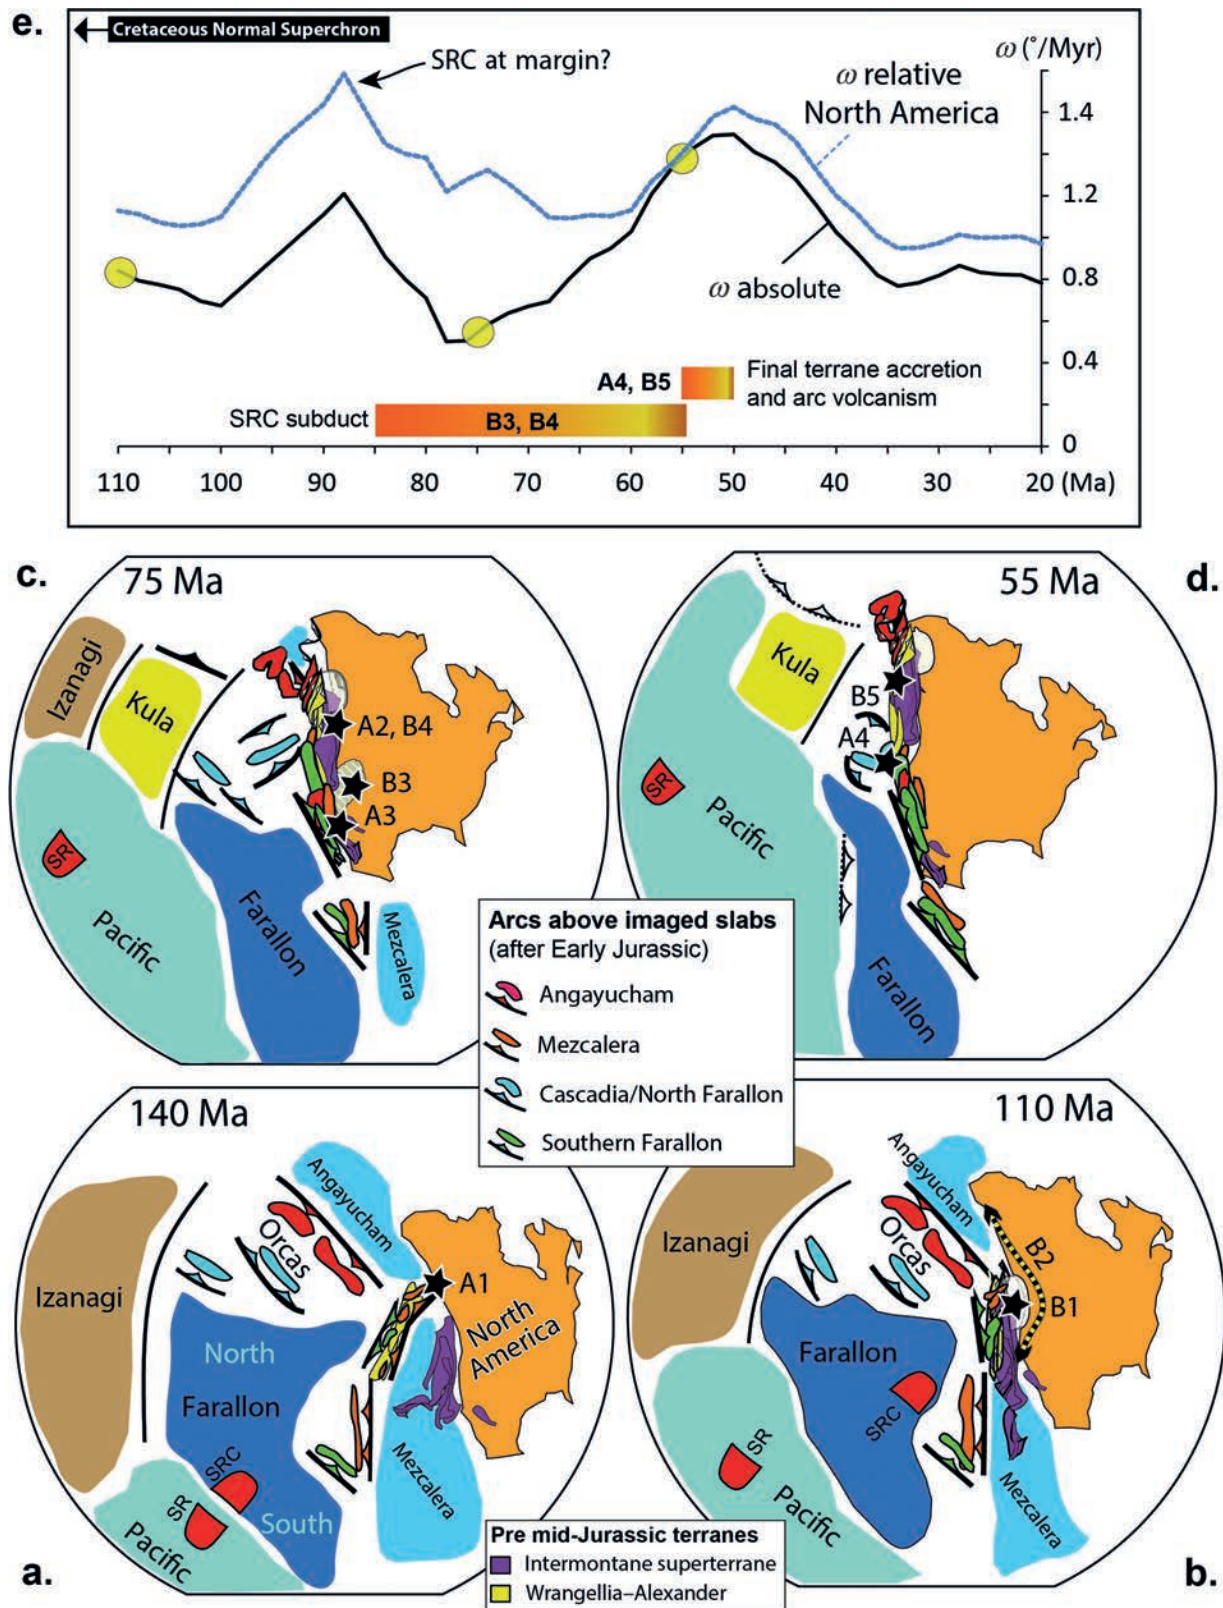 e.
Cretaceous Normal Superchron
SRC at margin?
ω (˚/Myr)
ω relative
North America
1.4
1.2
0.8
0.4
0
ω absolute
A4, B5
Final terrane accretion
and arc volcanism
SRC subduct
B3, B4
110
100
90
80
70
60
50
40
30
20
(Ma)
c.
75 Ma
Izanagi
Kula
A2, B4
B3
A3
SR
Pacific
Farallon
Mezcalera
55 Ma
d.
Kula
B5
A4
SR
Pacific
Farallon
Arcs above imaged slabs
(after Early Jurassic)
Angayucham
Mezcalera
Cascadia/North Farallon
Southern Farallon
140 Ma
Angayucham
Orcas
Izanagi
A1
North
America
North
Farallon
SRC
SR
South
Pacific
Mezcalera
a.
110 Ma
Angayucham
Izanagi
Orcas
B2
B1
Farallon
SRC
SR
Pacific
Mezcalera
b.
Pre mid-Jurassic terranes
Intermontane superterrane
Wrangellia–Alexander